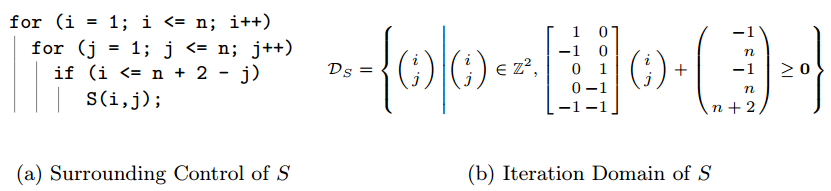 for (i = 1; i <= n; i++)
for (j = 1; j <= n; j++)
if (i <= n + 2 - j)
S(i,j);
𝒟S = { (i j) | (i j) ∈ ℤ², [1 0 −1 0 0 1 0 −1 −1 −1] (i j) + (−1 n −1 n n + 2) ≥ 0 }
(a) Surrounding Control of S
(b) Iteration Domain of S